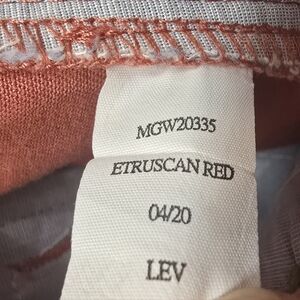 MGW20335
ETRUSCAN RED
04/20
LEV